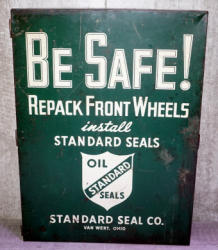 BE SAFE!
REPACK FRONT WHEELS
install
STANDARD SEALS
OIL
STANDARD
SEALS
STANDARD SEAL CO.
VAN WERT, OHIO